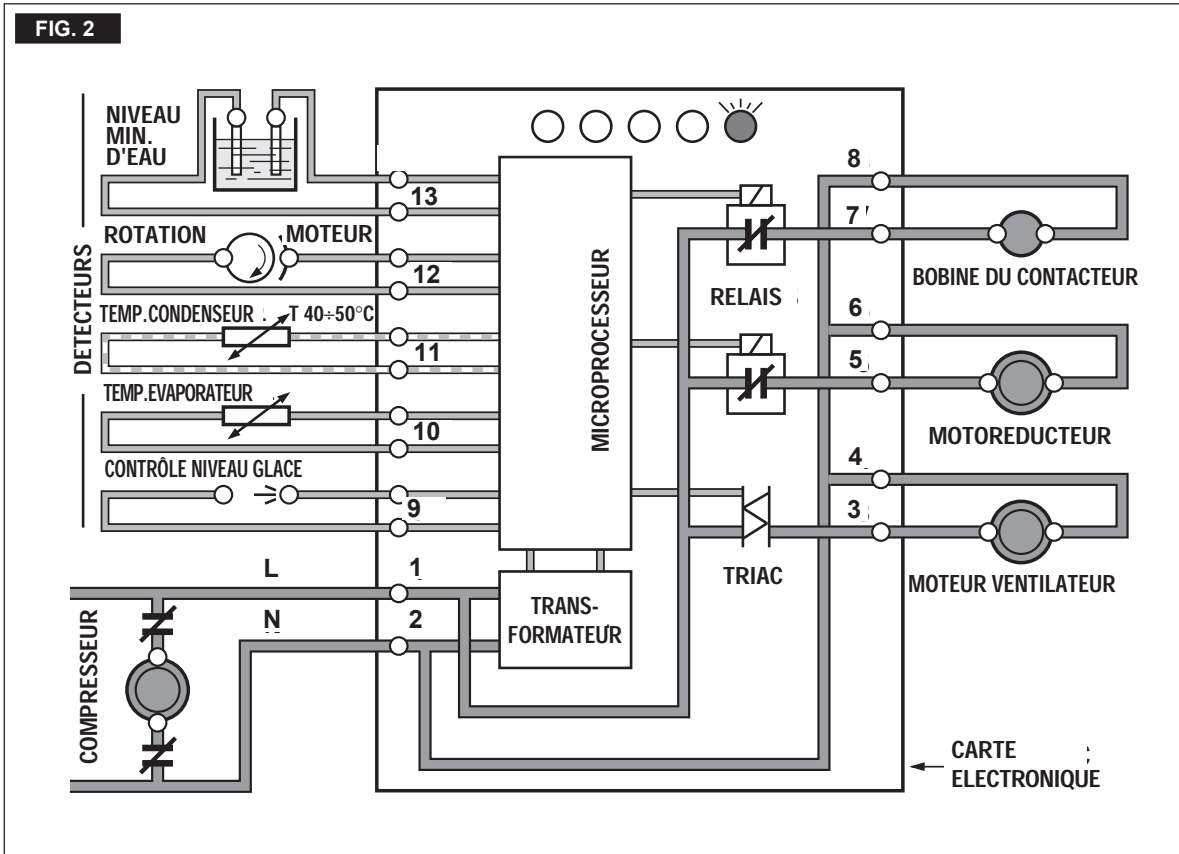 FIG. 2
NIVEAU
MIN.
D'EAU
13
ROTATION MOTEUR
12
TEMP.CONDENSEUR T 40÷50°C
11
TEMP.EVAPORATEUR
10
CONTRÔLE NIVEAU GLACE
9
DETECTEURS
L
1
N
2
COMPRESSEUR
MICROPROCESSEUR
TRANS-
FORMATEUR
RELAIS
TRIAC
8
7
BOBINE DU CONTACTEUR
6
5
MOTOREDUCTEUR
4
3
MOTEUR VENTILATEUR
CARTE
ELECTRONIQUE